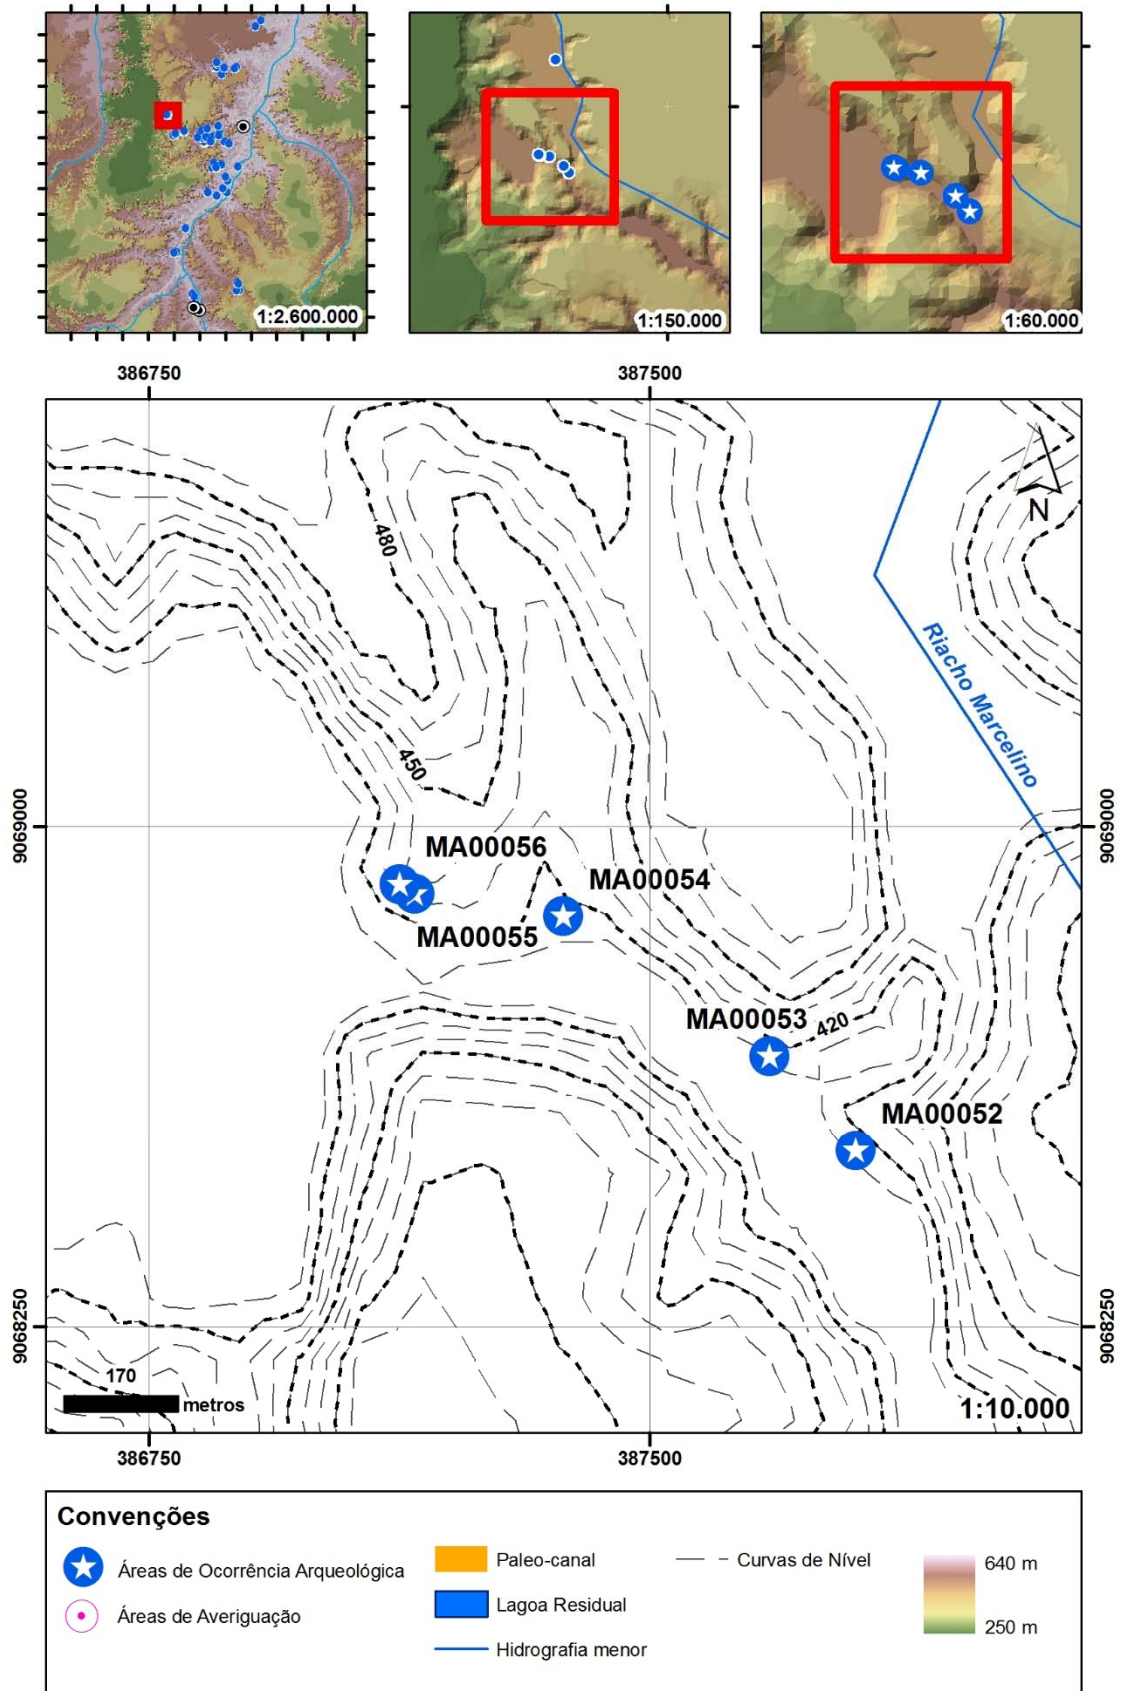 1:2.600.000
1:150.000
1:60.000
386750
387500
N
480
Riacho Marcelino
450
9069000
9069000
MA00056
MA00054
MA00055
MA00053
420
MA00052
9068250
9068250
170
metros
1:10.000
386750
387500
Convenções
Áreas de Ocorrência Arqueológica
Áreas de Averiguação
Paleo-canal
Lagoa Residual
Hidrografia menor
Curvas de Nível
640 m
250 m